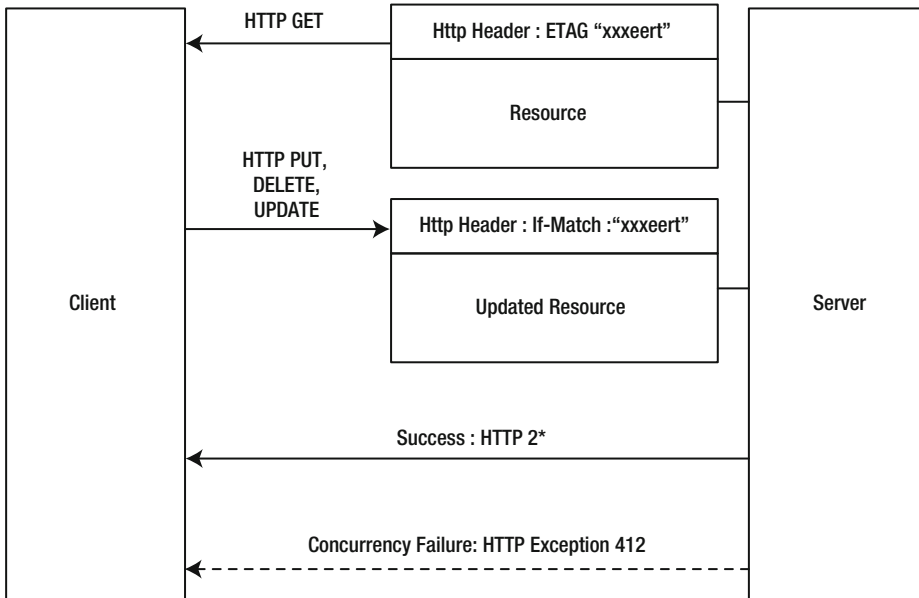 HTTP GET
Http Header : ETAG “xxxeert”
Resource
HTTP PUT,
DELETE,
UPDATE
Http Header : If-Match :“xxxeert”
Updated Resource
Client
Server
Success : HTTP 2*
Concurrency Failure: HTTP Exception 412